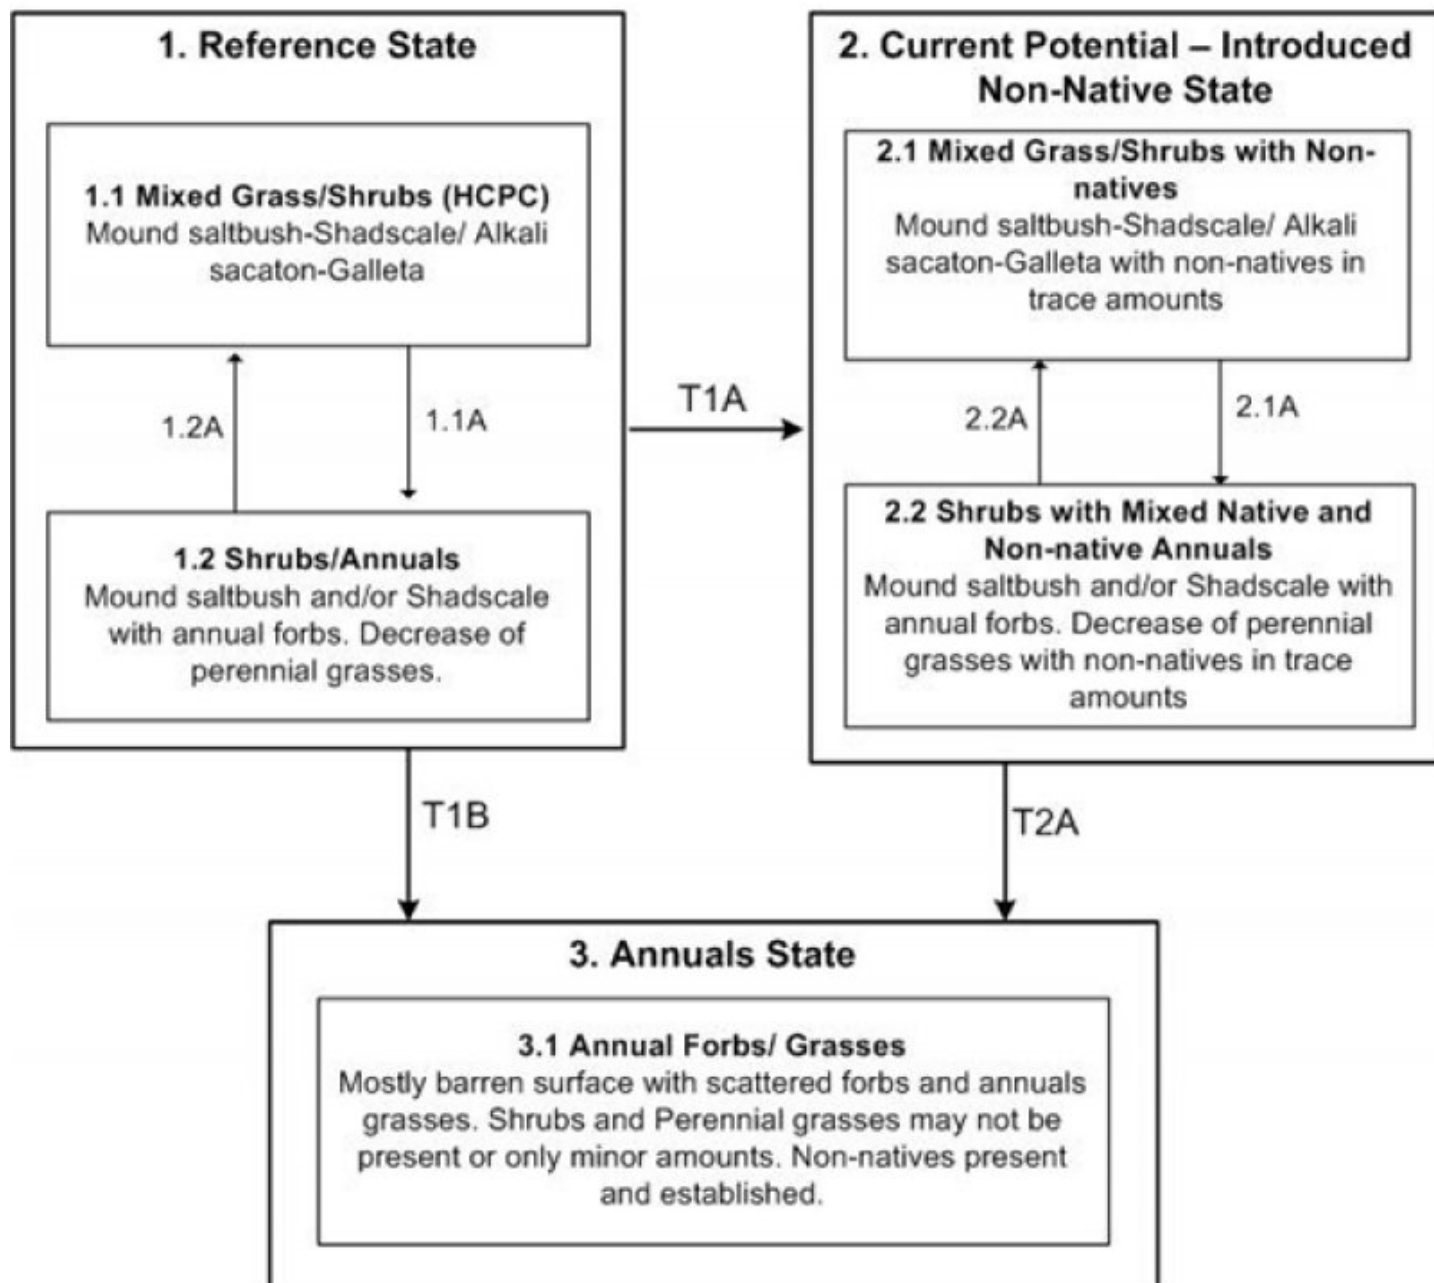 1. Reference State
1.1 Mixed Grass/Shrubs (HCPC)
Mound saltbush-Shadscale/ Alkali
sacaton-Galleta
1.2A
1.1A
1.2 Shrubs/Annuals
Mound saltbush and/or Shadscale
with annual forbs. Decrease of
perennial grasses.
T1A
2. Current Potential – Introduced
Non-Native State
2.1 Mixed Grass/Shrubs with Non-
natives
Mound saltbush-Shadscale/ Alkali
sacaton-Galleta with non-natives in
trace amounts
2.2A
2.1A
2.2 Shrubs with Mixed Native and
Non-native Annuals
Mound saltbush and/or Shadscale with
annual forbs. Decrease of perennial
grasses with non-natives in trace
amounts
T1B
T2A
3. Annuals State
3.1 Annual Forbs/ Grasses
Mostly barren surface with scattered forbs and annuals
grasses. Shrubs and Perennial grasses may not be
present or only minor amounts. Non-natives present
and established.